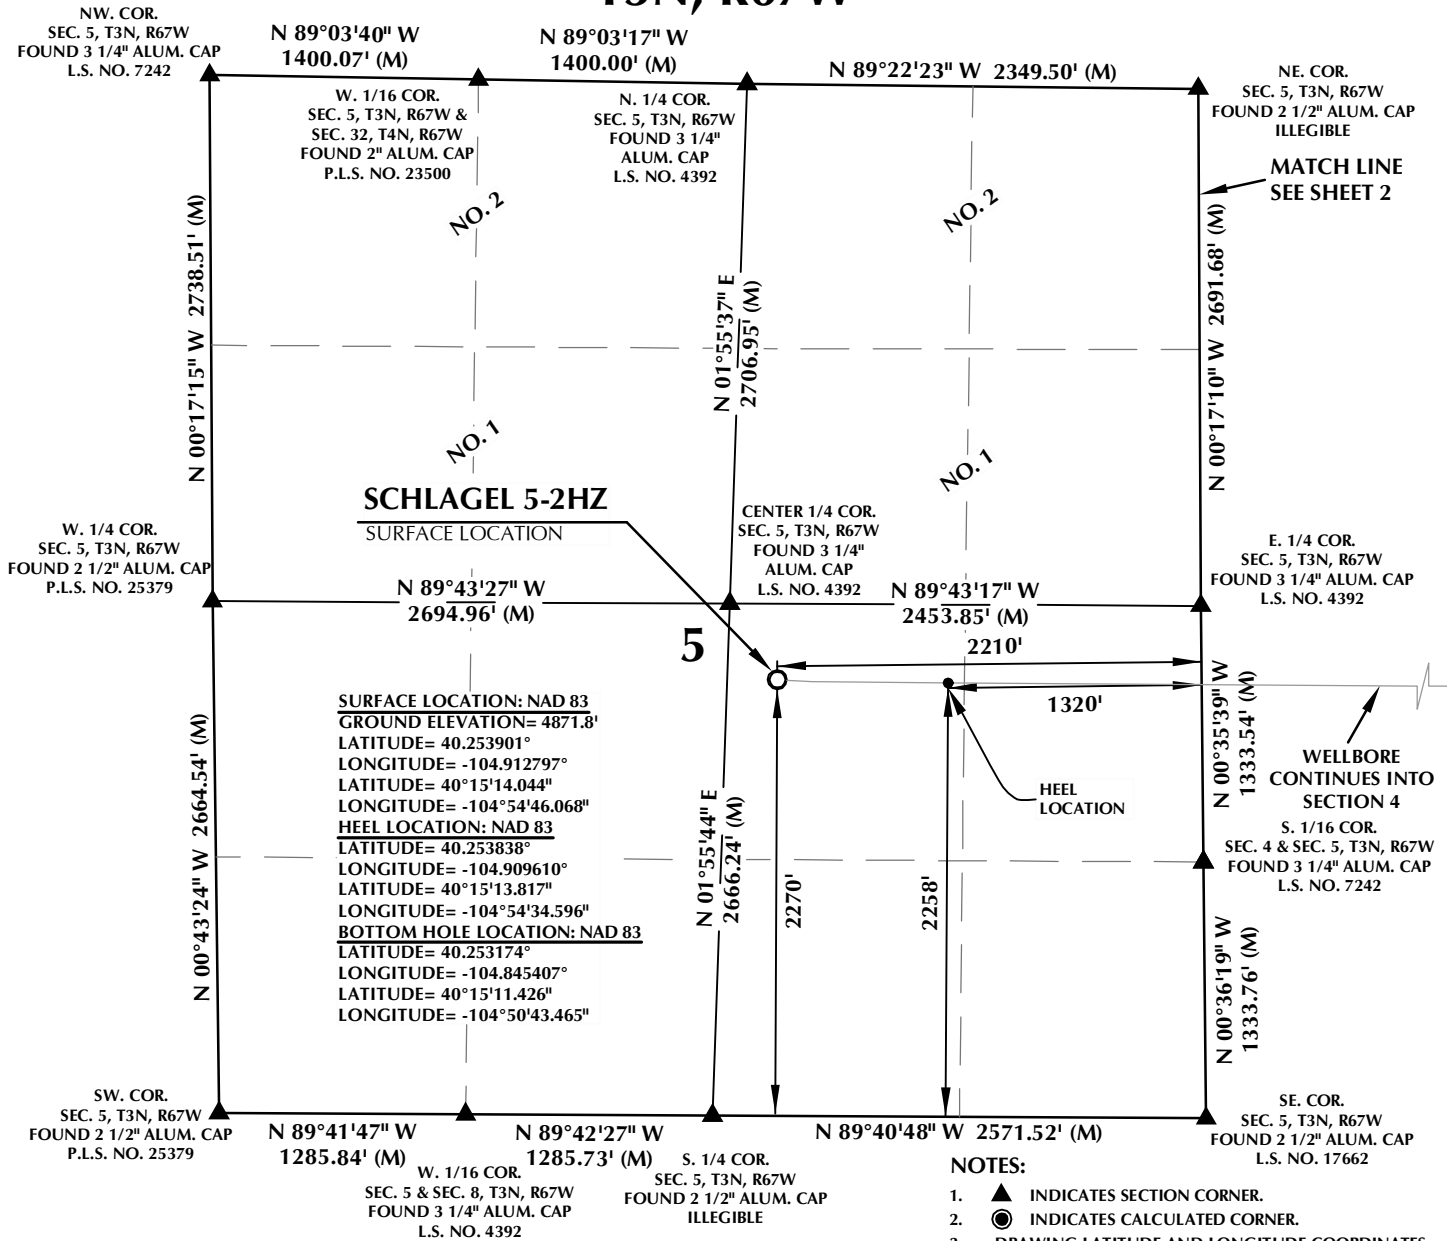 T3N, R67W
NW. COR.
SEC. 5, T3N, R67W
FOUND 3 1/4" ALUM. CAP
L.S. NO. 7242
N 89°03'40" W
1400.07' (M)
N 89°03'17" W
1400.00' (M)
N 89°22'23" W 2349.50' (M)
NE. COR.
SEC. 5, T3N, R67W
FOUND 2 1/2" ALUM. CAP
ILLEGIBLE
W. 1/16 COR.
SEC. 5, T3N, R67W &
SEC. 32, T4N, R67W
FOUND 2" ALUM. CAP
P.L.S. NO. 23500
N. 1/4 COR.
SEC. 5, T3N, R67W
FOUND 3 1/4"
ALUM. CAP
L.S. NO. 4392
MATCH LINE
SEE SHEET 2
NO. 2
NO. 2
N 00°17'15" W 2738.51' (M)
N 01°55'37" E
2706.95' (M)
N 00°17'10" W 2691.68' (M)
NO. 1
NO. 1
SCHLAGEL 5-2HZ
SURFACE LOCATION
CENTER 1/4 COR.
SEC. 5, T3N, R67W
FOUND 3 1/4"
ALUM. CAP
L.S. NO. 4392
W. 1/4 COR.
SEC. 5, T3N, R67W
FOUND 2 1/2" ALUM. CAP
P.L.S. NO. 25379
E. 1/4 COR.
SEC. 5, T3N, R67W
FOUND 3 1/4" ALUM. CAP
L.S. NO. 4392
N 89°43'27" W
2694.96' (M)
N 89°43'17" W
2453.85' (M)
5
2210'
1320'
SURFACE LOCATION: NAD 83
GROUND ELEVATION= 4871.8'
LATITUDE= 40.253901°
LONGITUDE= -104.912797°
LATITUDE= 40°15'14.044"
LONGITUDE= -104°54'46.068"
HEEL LOCATION: NAD 83
LATITUDE= 40.253838°
LONGITUDE= -104.909610°
LATITUDE= 40°15'13.817"
LONGITUDE= -104°54'34.596"
BOTTOM HOLE LOCATION: NAD 83
LATITUDE= 40.253174°
LONGITUDE= -104.845407°
LATITUDE= 40°15'11.426"
LONGITUDE= -104°50'43.465"
N 00°43'24" W 2664.54' (M)
N 01°55'44" E
2666.24' (M)
2270'
2258'
HEEL
LOCATION
N 00°35'39" W
1333.54' (M)
WELLBORE
CONTINUES INTO
SECTION 4
S. 1/16 COR.
SEC. 4 & SEC. 5, T3N, R67W
FOUND 3 1/4" ALUM. CAP
L.S. NO. 7242
N 00°36'19" W
1333.76' (M)
SW. COR.
SEC. 5, T3N, R67W
FOUND 2 1/2" ALUM. CAP
P.L.S. NO. 25379
N 89°41'47" W
1285.84' (M)
N 89°42'27" W
1285.73' (M)
N 89°40'48" W 2571.52' (M)
SE. COR.
SEC. 5, T3N, R67W
FOUND 2 1/2" ALUM. CAP
L.S. NO. 17662
W. 1/16 COR.
SEC. 5 & SEC. 8, T3N, R67W
FOUND 3 1/4" ALUM. CAP
L.S. NO. 4392
S. 1/4 COR.
SEC. 5, T3N, R67W
FOUND 2 1/2" ALUM. CAP
ILLEGIBLE
NOTES:
1. INDICATES SECTION CORNER.
2. INDICATES CALCULATED CORNER.
3. DRAWING LATITUDE AND LONGITUDE COORDINATES